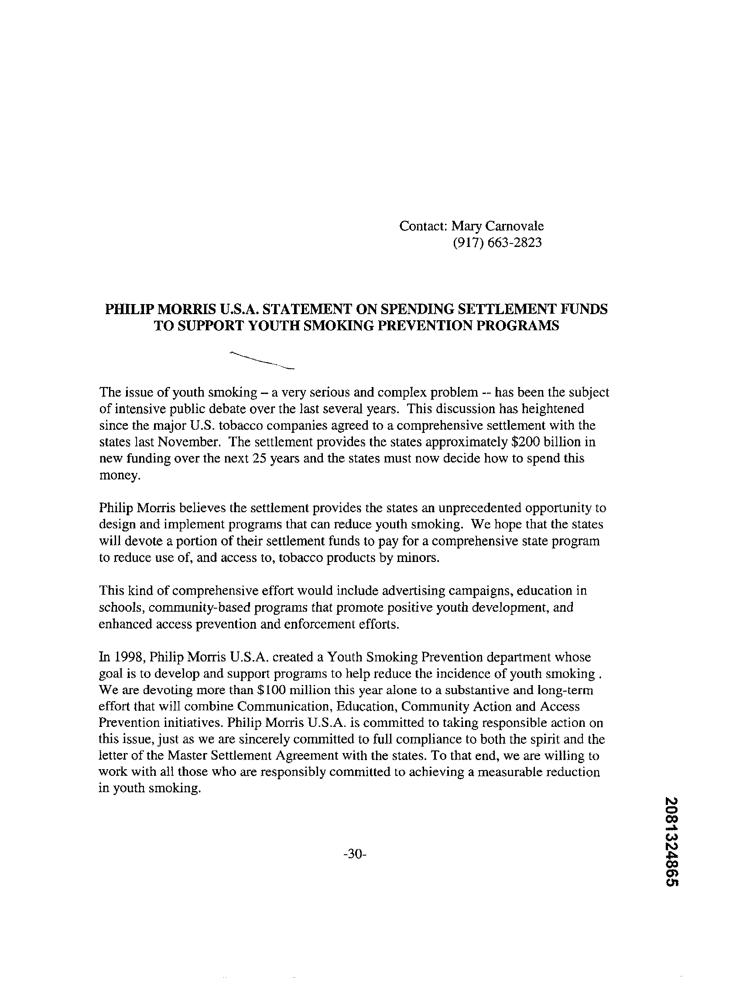 Contact: Mary Carnovale
(917) 663-2823
PHILIP MORRIS U.S.A. STATEMENT ON SPENDING SETTLEMENT FUNDS
TO SUPPORT YOUTH SMOKING PREVENTION PROGRAMS
The issue of youth smoking – a very serious and complex problem -- has been the subject
of intensive public debate over the last several years.  This discussion has heightened
since the major U.S. tobacco companies agreed to a comprehensive settlement with the
states last November.  The settlement provides the states approximately $200 billion in
new funding over the next 25 years and the states must now decide how to spend this
money.
Philip Morris believes the settlement provides the states an unprecedented opportunity to
design and implement programs that can reduce youth smoking.  We hope that the states
will devote a portion of their settlement funds to pay for a comprehensive state program
to reduce use of, and access to, tobacco products by minors.
This kind of comprehensive effort would include advertising campaigns, education in
schools, community-based programs that promote positive youth development, and
enhanced access prevention and enforcement efforts.
In 1998, Philip Morris U.S.A. created a Youth Smoking Prevention department whose
goal is to develop and support programs to help reduce the incidence of youth smoking .
We are devoting more than $100 million this year alone to a substantive and long-term
effort that will combine Communication, Education, Community Action and Access
Prevention initiatives. Philip Morris U.S.A. is committed to taking responsible action on
this issue, just as we are sincerely committed to full compliance to both the spirit and the
letter of the Master Settlement Agreement with the states. To that end, we are willing to
work with all those who are responsibly committed to achieving a measurable reduction
in youth smoking.
-30-
2081324865